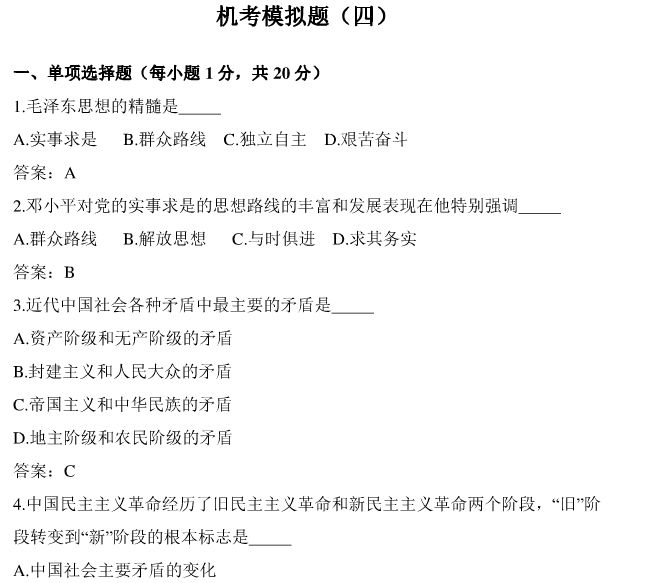 机考模拟题（四）
一、单项选择题（每小题 1 分，共 20 分）
1.毛泽东思想的精髓是_____
A.实事求是 B.群众路线 C.独立自主 D.艰苦奋斗
答案：A
2.邓小平对党的实事求是的思想路线的丰富和发展表现在他特别强调_____
A.群众路线 B.解放思想 C.与时俱进 D.求其务实
答案：B
3.近代中国社会各种矛盾中最主要的矛盾是_____
A.资产阶级和无产阶级的矛盾
B.封建主义和人民大众的矛盾
C.帝国主义和中华民族的矛盾
D.地主阶级和农民阶级的矛盾
答案：C
4.中国民主主义革命经历了旧民主主义革命和新民主主义革命两个阶段，“旧”阶
段转变到“新”阶段的根本标志是_____
A.中国社会主要矛盾的变化